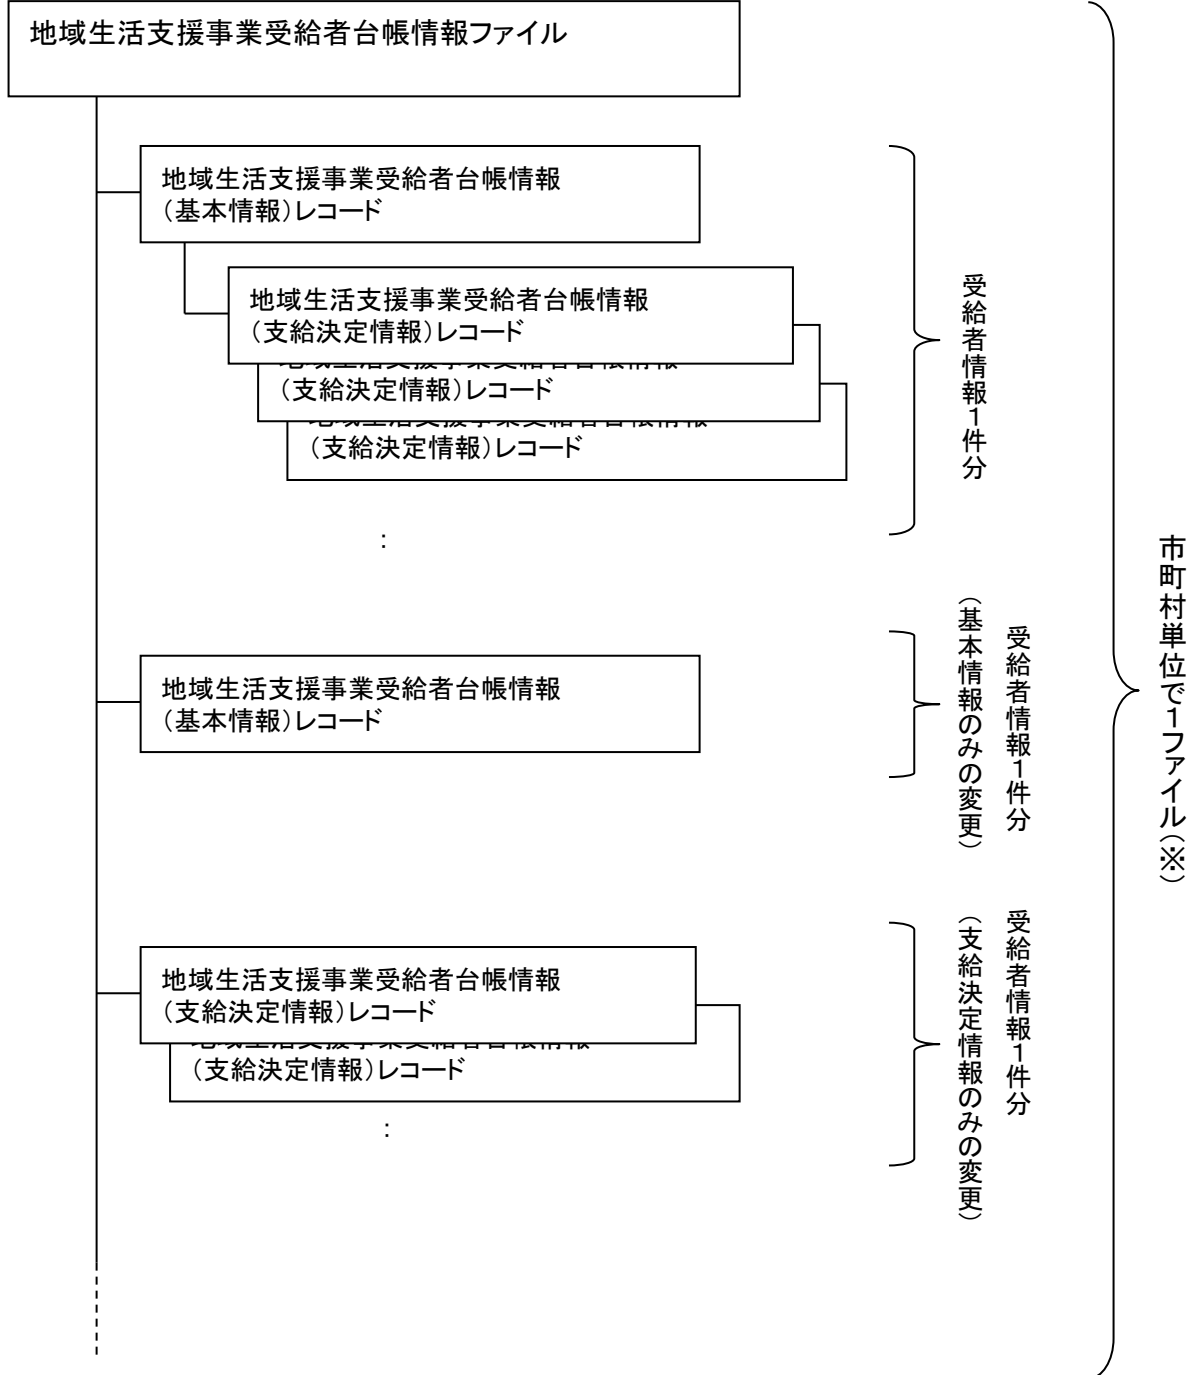 地域生活支援事業受給者台帳情報ファイル
地域生活支援事業受給者台帳情報
（基本情報）レコード
地域生活支援事業受給者台帳情報
（支給決定情報）レコード
（支給決定情報）レコード
（支給決定情報）レコード
：
受給者情報１件分
地域生活支援事業受給者台帳情報
（基本情報）レコード
受給者情報１件分
（基本情報のみの変更）
地域生活支援事業受給者台帳情報
（支給決定情報）レコード
（支給決定情報）レコード
：
受給者情報１件分
（支給決定情報のみの変更）
市町村単位で１ファイル（※）